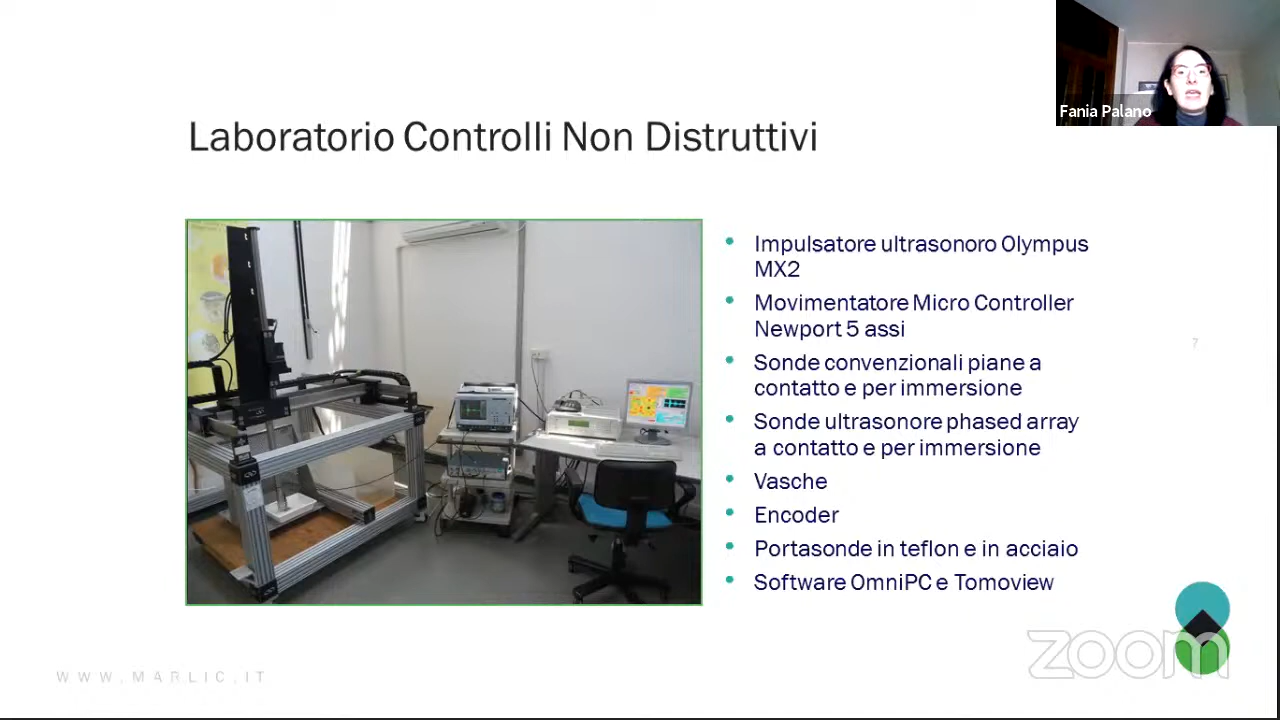 Fania Palano
Laboratorio Controlli Non Distruttivi
• Impulsatore ultrasonoro Olympus
MX2
• Movimentatore Micro Controller
Newport 5 assi
• Sonde convenzionali piane a
contatto e per immersione
• Sonde ultrasonore phased array
a contatto e per immersione
• Vasche
• Encoder
• Portasonde in teflon e in acciaio
• Software OmniPC e Tomoview
7
zoom
WWW.MARLIC.IT